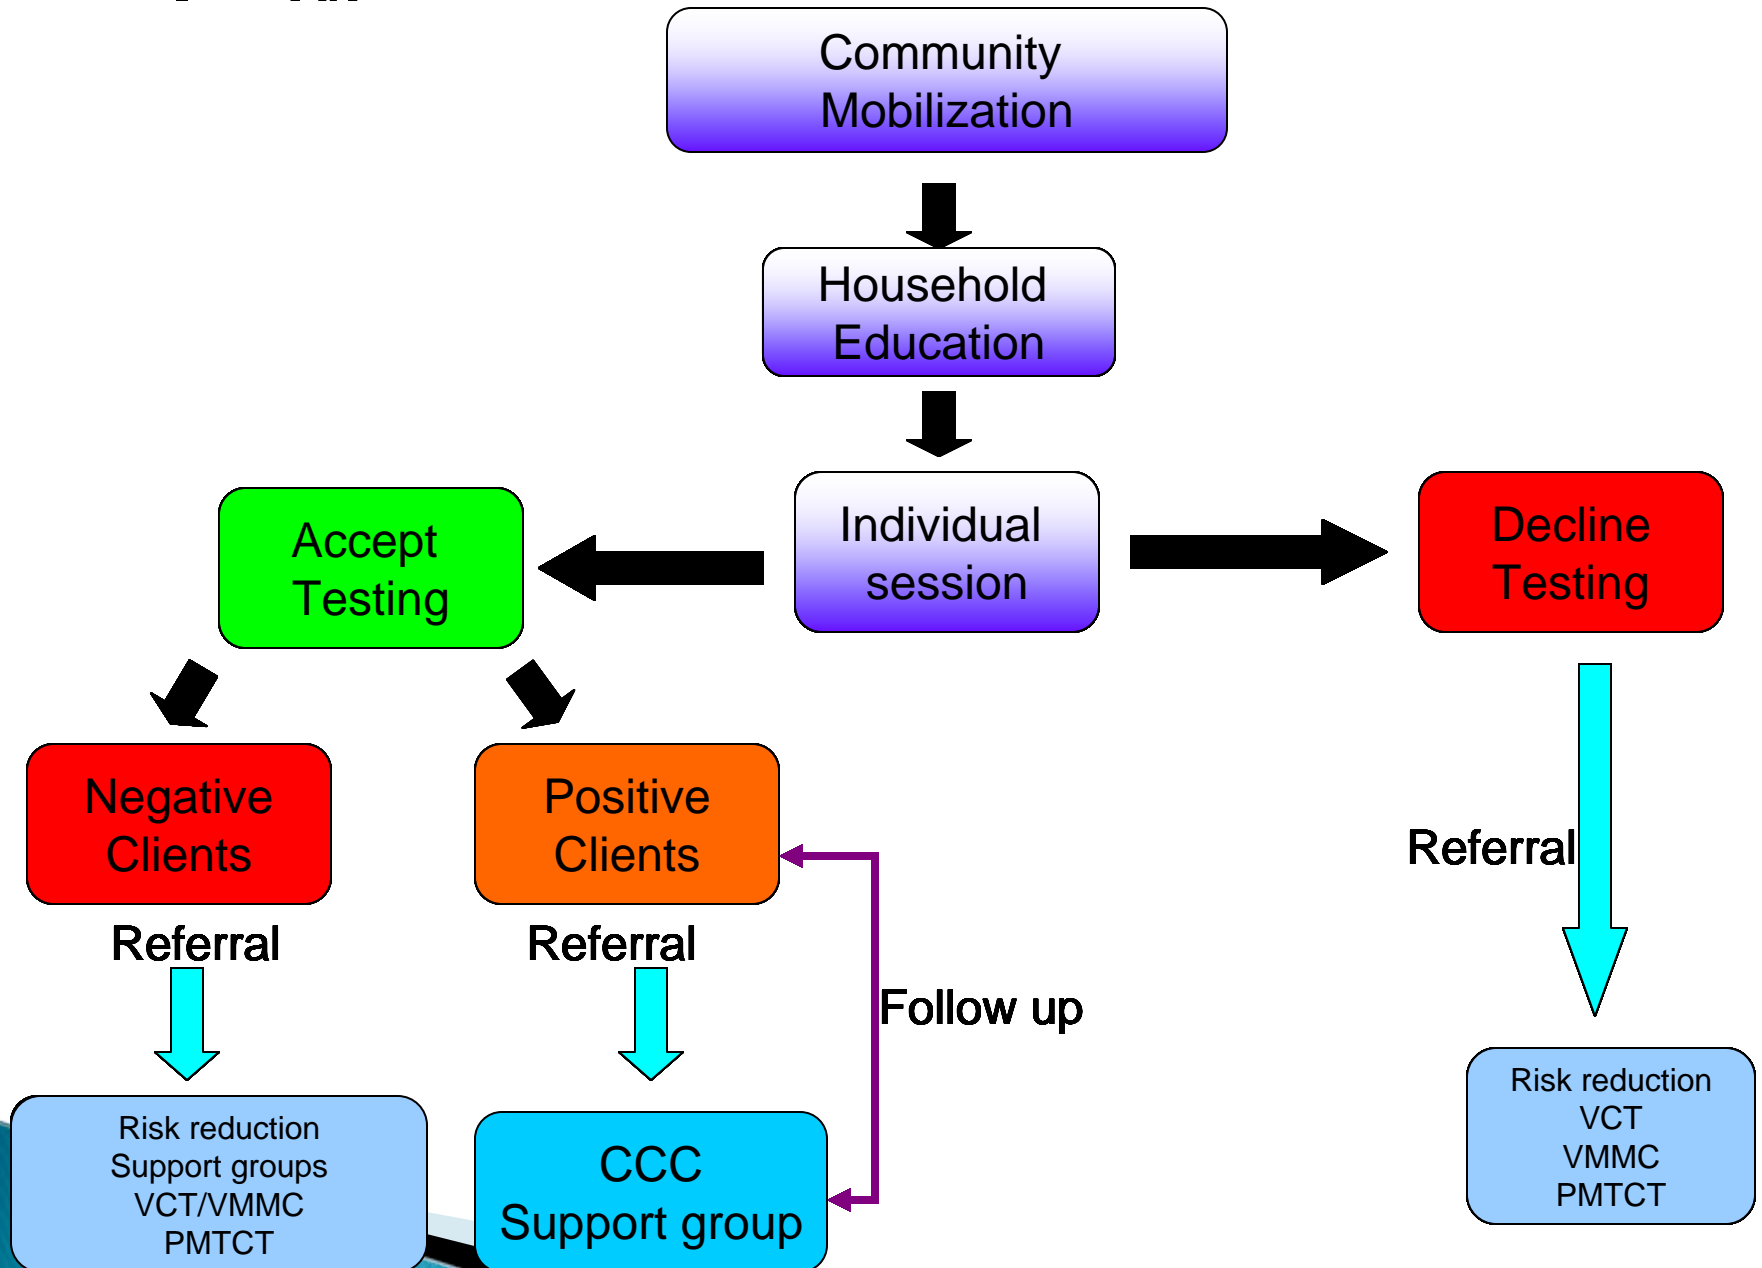 Community
Mobilization
Household
Education
Individual
session
Accept
Testing
Decline
Testing
Negative
Clients
Positive
Clients
Referral
Referral
Referral
Follow up
Risk reduction
Support groups
VCT/VMMC
PMTCT
CCC
Support group
Risk reduction
VCT
VMMC
PMTCT